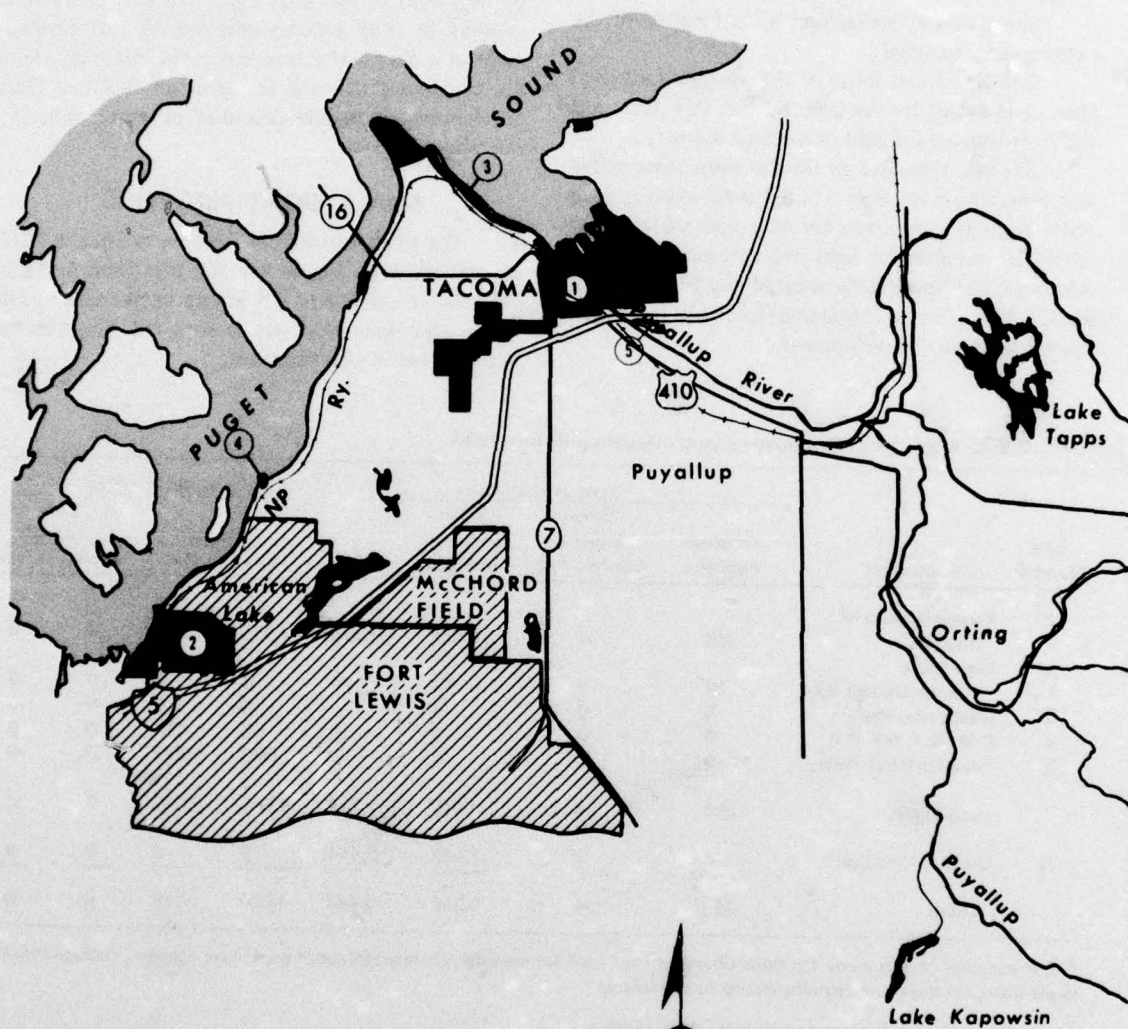 SOUND
3
16
TACOMA
1
Puyallup
5
River
410
RY.
Lake
Tapps
PUGET
4
Puyallup
NP
7
American
Lake
McCHORD
FIELD
2
Orting
FORT
LEWIS
5
Puyallup
Lake Kapowsin